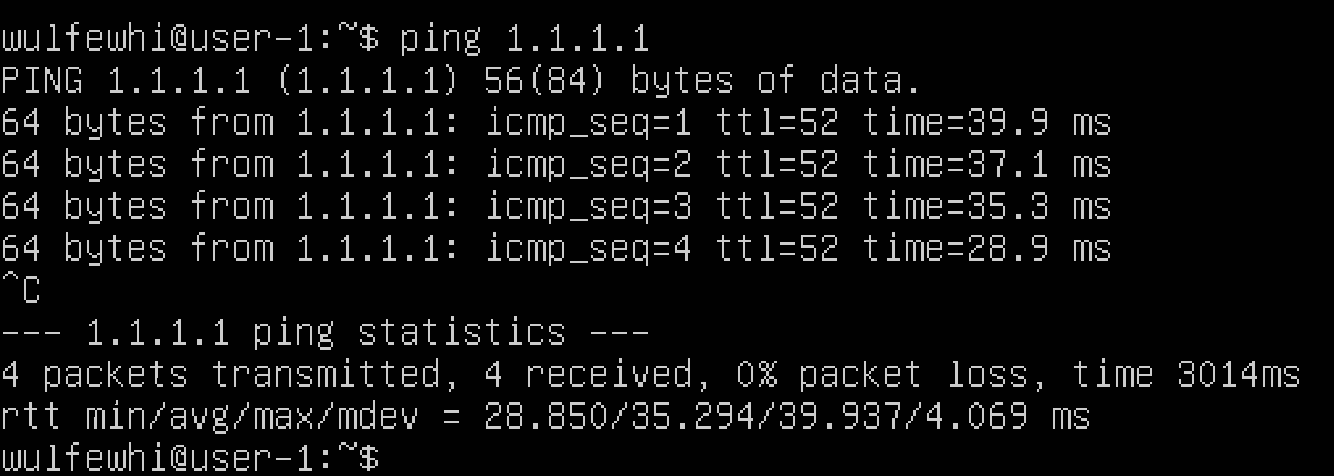 wulfewhi@user-1:~$ ping 1.1.1.1
PING 1.1.1.1 (1.1.1.1) 56(84) bytes of data.
64 bytes from 1.1.1.1: icmp_seq=1 ttl=52 time=39.9 ms
64 bytes from 1.1.1.1: icmp_seq=2 ttl=52 time=37.1 ms
64 bytes from 1.1.1.1: icmp_seq=3 ttl=52 time=35.3 ms
64 bytes from 1.1.1.1: icmp_seq=4 ttl=52 time=28.9 ms
^C
--- 1.1.1.1 ping statistics ---
4 packets transmitted, 4 received, 0% packet loss, time 3014ms
rtt min/avg/max/mdev = 28.850/35.294/39.937/4.069 ms
wulfewhi@user-1:~$